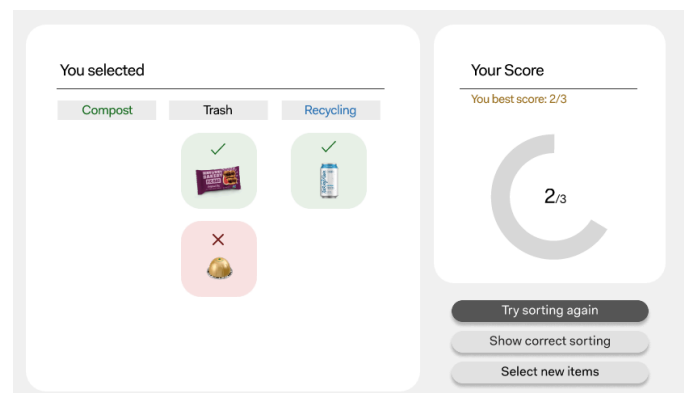 You selected
Compost
Trash
Recycling
Your Score
You best score: 2/3
2/3
Try sorting again
Show correct sorting
Select new items